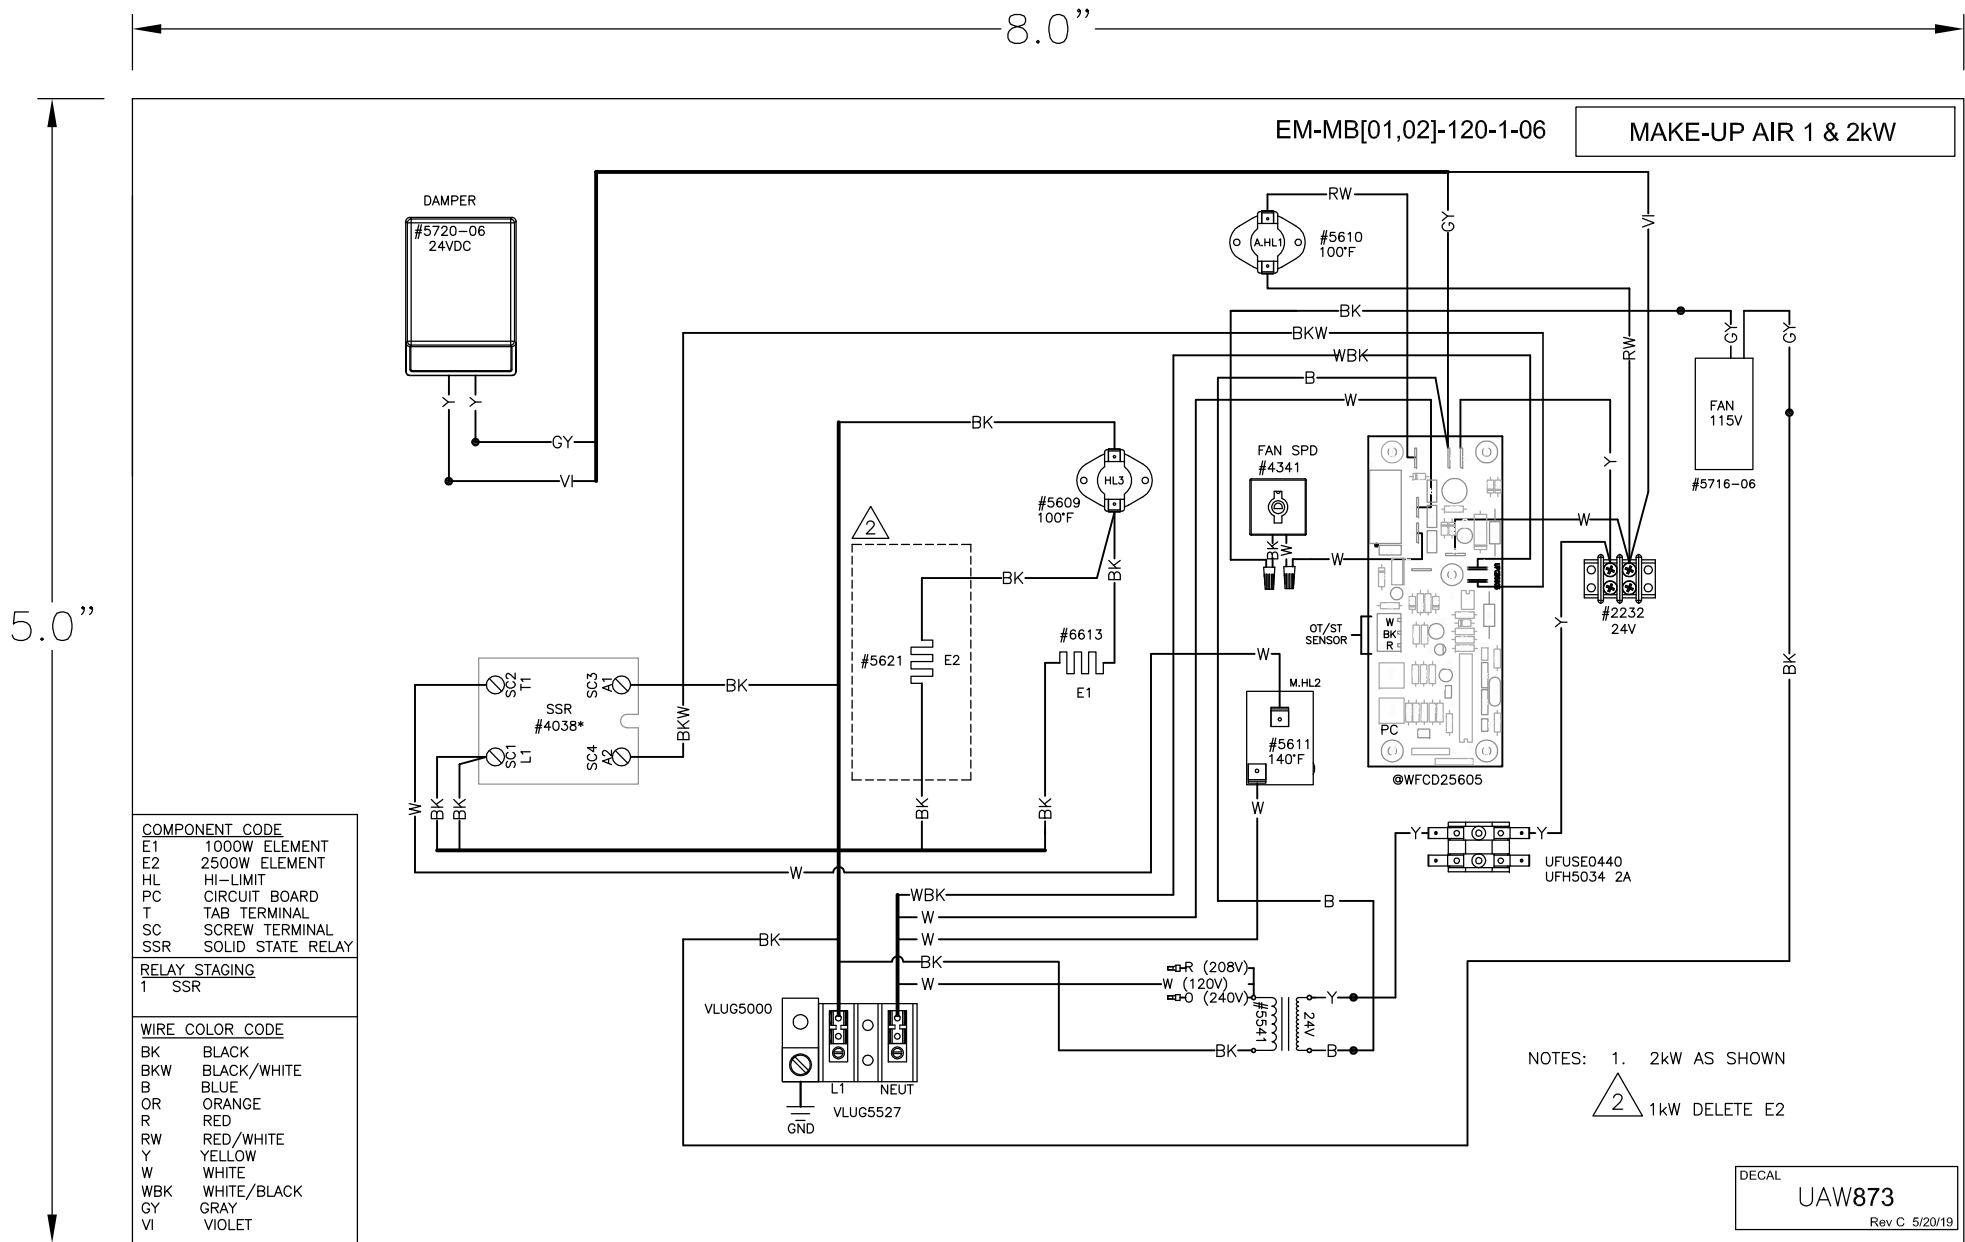 8.0"
5.0"
EM-MB[01,02]-120-1-06
MAKE-UP AIR 1 & 2kW
DAMPER
#5720-06
24VDC
Y
Y
GY
VI
RW
A.HL1
#5610
100°F
GY
VI
BK
BKW
WBK
B
W
RW
GY
GY
FAN
115V
#5716-06
BK
HL3
#5609
100°F
FAN SPD
#4341
BK
W
W
Y
W
#2232
24V
2
BK
BK
#5621
E2
#6613
E1
W
OT/ST
SENSOR
W
BK
R
PC
@WFCD25605
Y
BK
SC2
T1
SC3
A1
SSR
#4038*
SC1
L1
SC4
A2
BK
BKW
M.HL2
#5611
140°F
W
W
BK
BK
BK
BK
Y
Y
UFUSE0440
UFH5034 2A
W
WBK
W
W
BK
BK
W
B
R (208V)
W (120V)
O (240V)
#5541
24V
Y
B
BK
VLUG5000
L1
NEUT
VLUG5527
GND
COMPONENT CODE
E1 1000W ELEMENT
E2 2500W ELEMENT
HL HI-LIMIT
PC CIRCUIT BOARD
T TAB TERMINAL
SC SCREW TERMINAL
SSR SOLID STATE RELAY
RELAY STAGING
1 SSR
WIRE COLOR CODE
BK BLACK
BKW BLACK/WHITE
B BLUE
OR ORANGE
R RED
RW RED/WHITE
Y YELLOW
W WHITE
WBK WHITE/BLACK
GY GRAY
VI VIOLET
NOTES: 1. 2kW AS SHOWN
2 1kW DELETE E2
DECAL
UAW873
Rev C 5/20/19